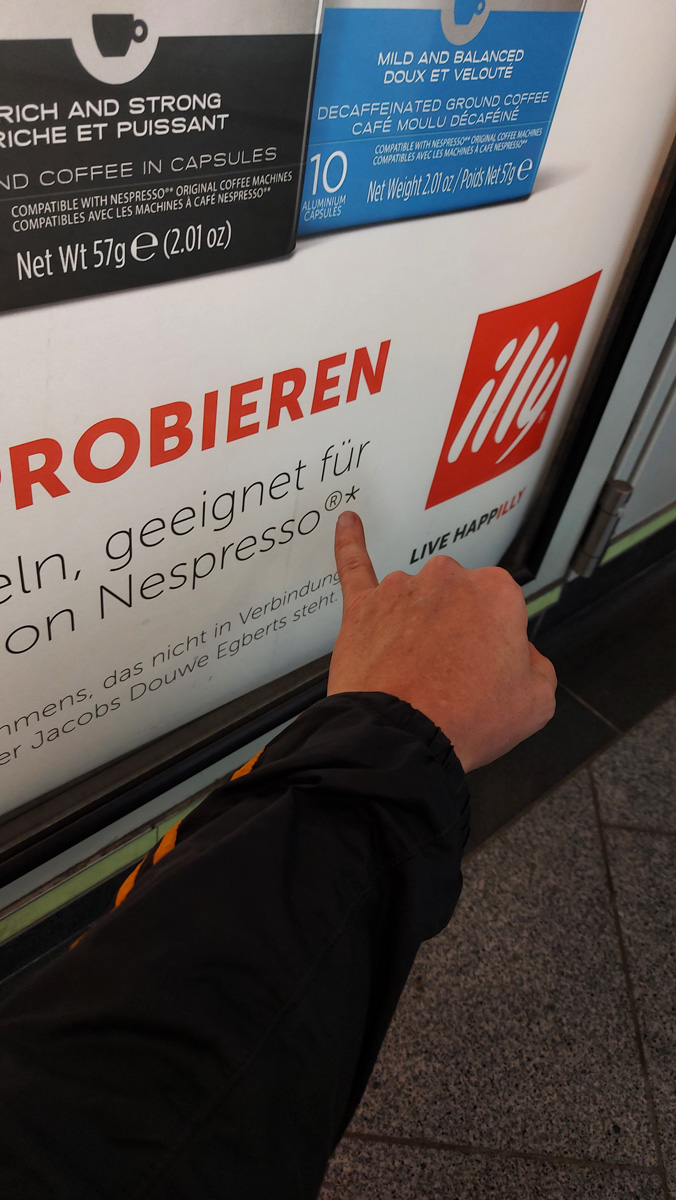 RICH AND STRONG
RICHE ET PUISSANT
ND COFFEE IN CAPSULES
COMPATIBLE WITH NESPRESSO** ORIGINAL COFFEE MACHINES
COMPATIBLES AVEC LES MACHINES À CAFÉ NESPRESSO**
Net Wt 57g℮(2.01 oz)
MILD AND BALANCED
DOUX ET VELOUTÉ
DECAFFEINATED GROUND COFFEE
CAFÉ MOULU DÉCAFÉINÉ
COMPATIBLE WITH NESPRESSO** ORIGINAL COFFEE MACHINES
COMPATIBLES AVEC LES MACHINES À CAFÉ NESPRESSO**
10
ALUMINIUM
CAPSULES
Net Weight 2.01 oz / Poids Net 57g℮
PROBIEREN
eln, geeignet für
on Nespresso®*
hmens, das nicht in Verbindung
er Jacobs Douwe Egberts steht.
illy
LIVE HAPPILLY